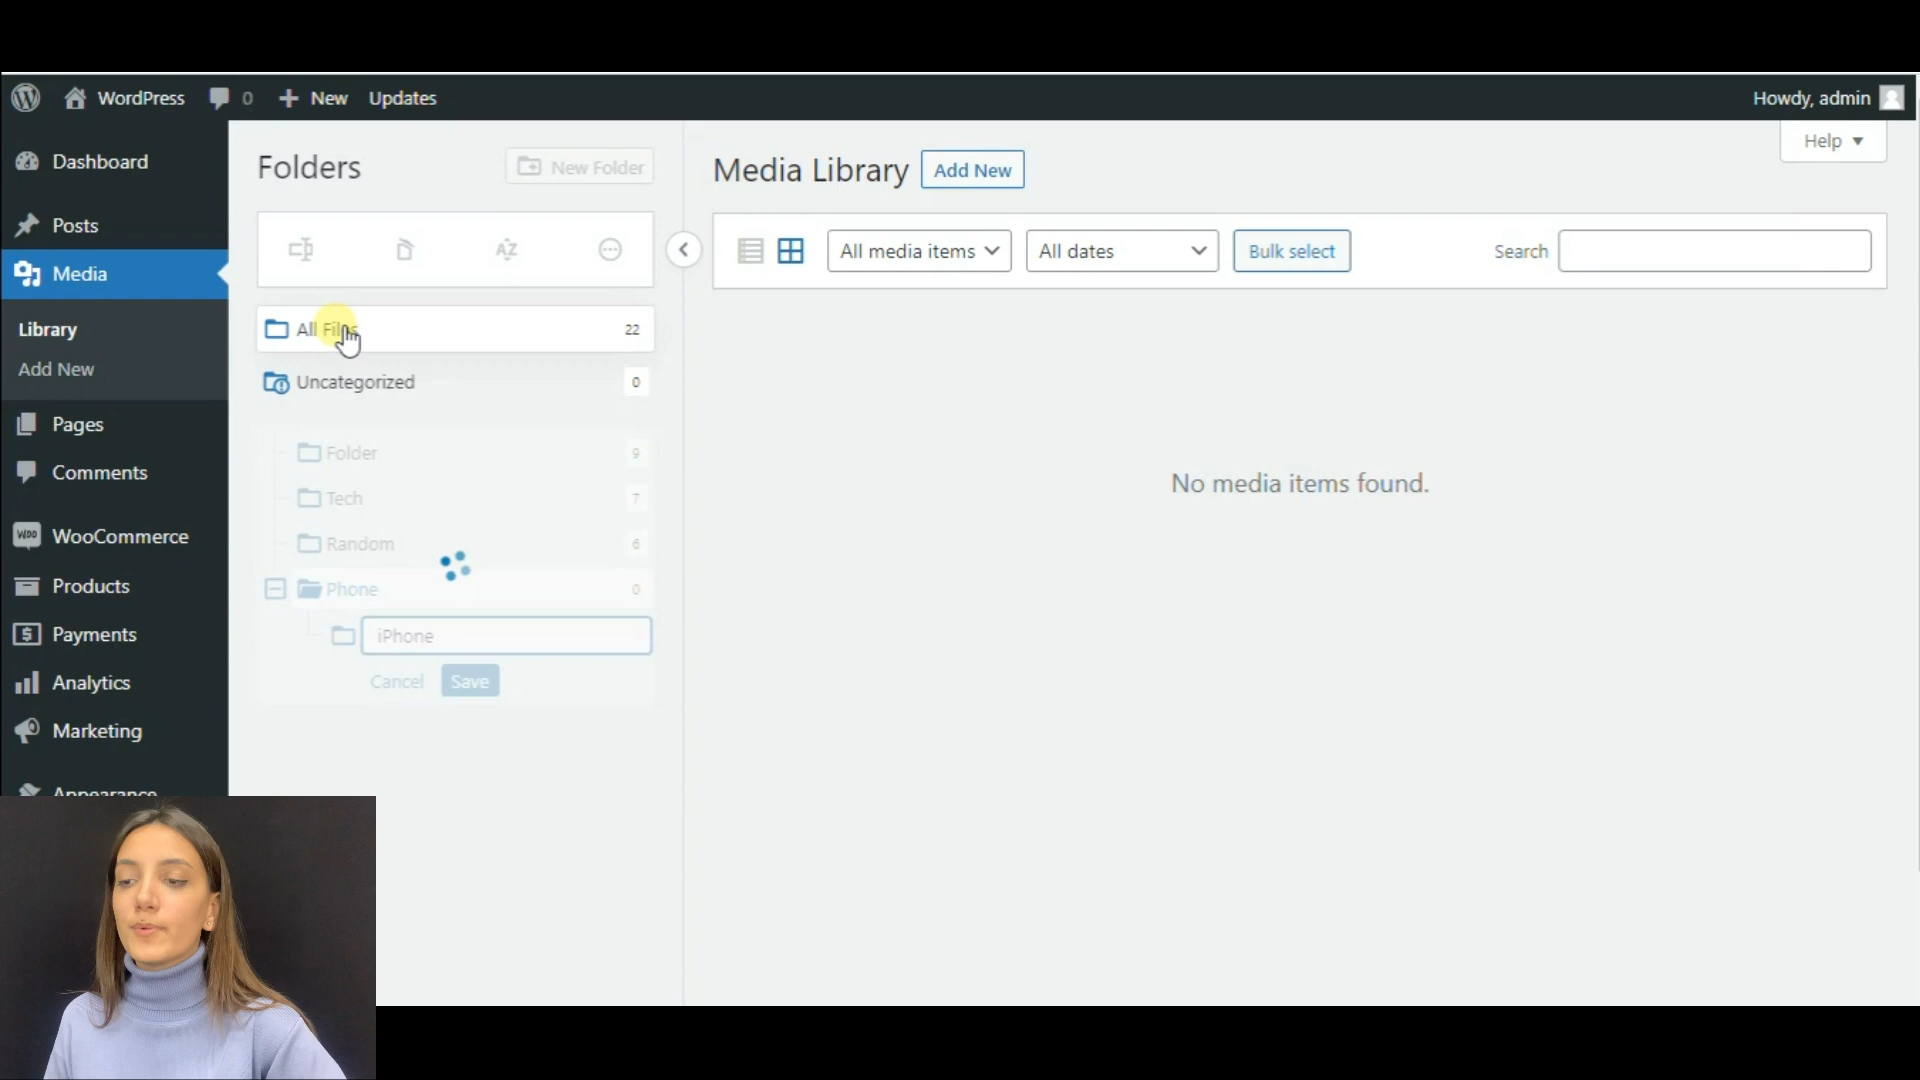 WordPress 0 New Updates
Howdy, admin
Help
Dashboard
Posts
Media
Library
Add New
Pages
Comments
WooCommerce
Products
Payments
Analytics
Marketing
Appearance
Folders
New Folder
All Files 22
Uncategorized 0
Folder 9
Tech 7
Random 6
Phone 0
iPhone
Cancel Save
Media Library Add New
All media items All dates Bulk select Search
No media items found.